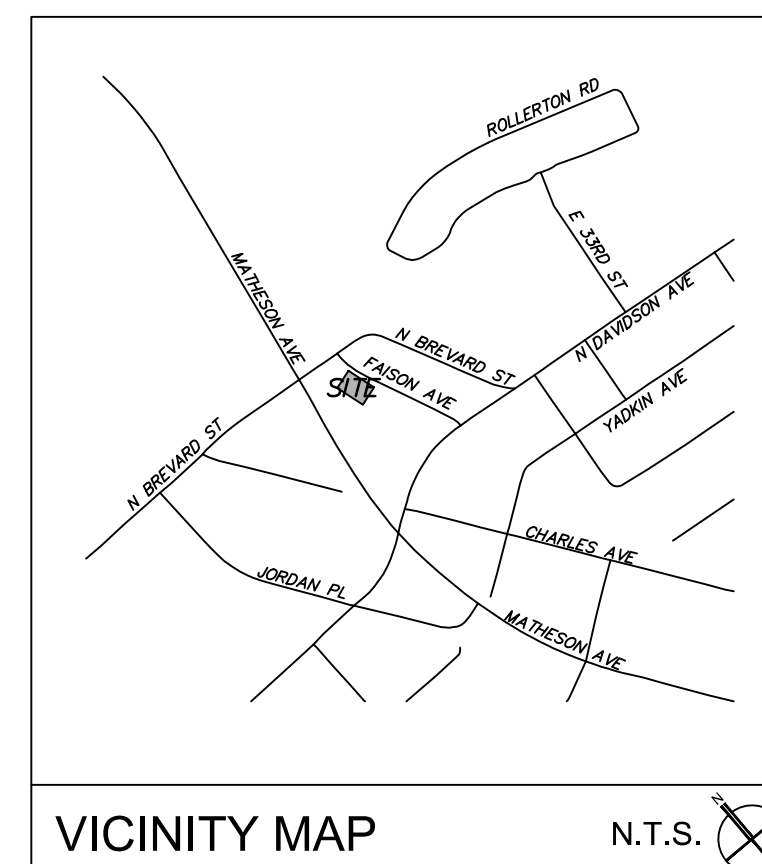 ROLLERTON RD
E 33RD ST
MATHESON AVE
N DAVIDSON AVE
N BREVARD ST
FAISON AVE
SITE
YADKIN AVE
N BREVARD ST
CHARLES AVE
JORDAN PL
MATHESON AVE
VICINITY MAP
N.T.S.
N